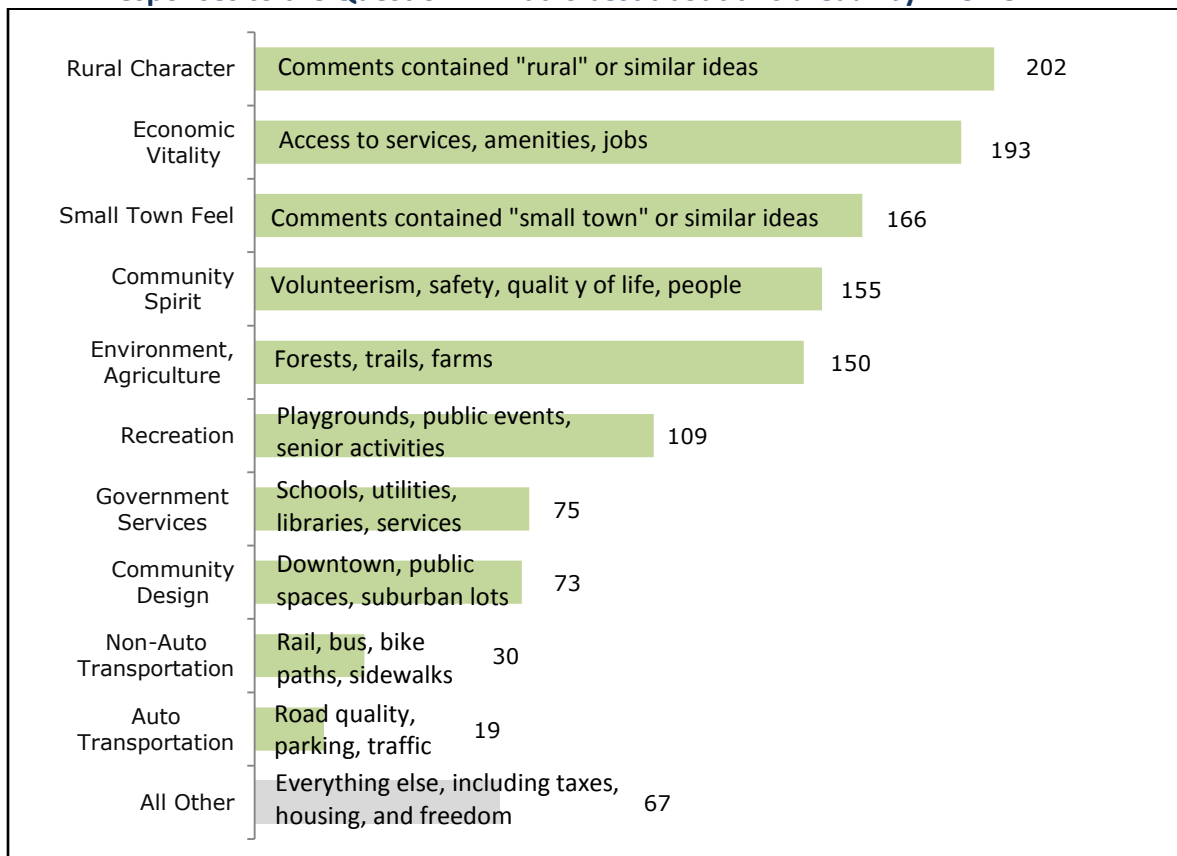 Rural Character Comments contained "rural" or similar ideas 202
Economic
Vitality
Access to services, amenities, jobs 193
Small Town Feel Comments contained "small town" or similar ideas 166
Community
Spirit
Volunteerism, safety, qualit y of life, people 155
Environment,
Agriculture
Forests, trails, farms 150
Recreation
Playgrounds, public events,
senior activities
109
Government
Services
Schools, utilities,
libraries, services
75
Community
Design
Downtown, public
spaces, suburban lots
73
Non-Auto
Transportation
Rail, bus, bike
paths, sidewalks
30
Auto
Transportation
Road quality,
parking, traffic
19
All Other
Everything else, including taxes,
housing, and freedom
67